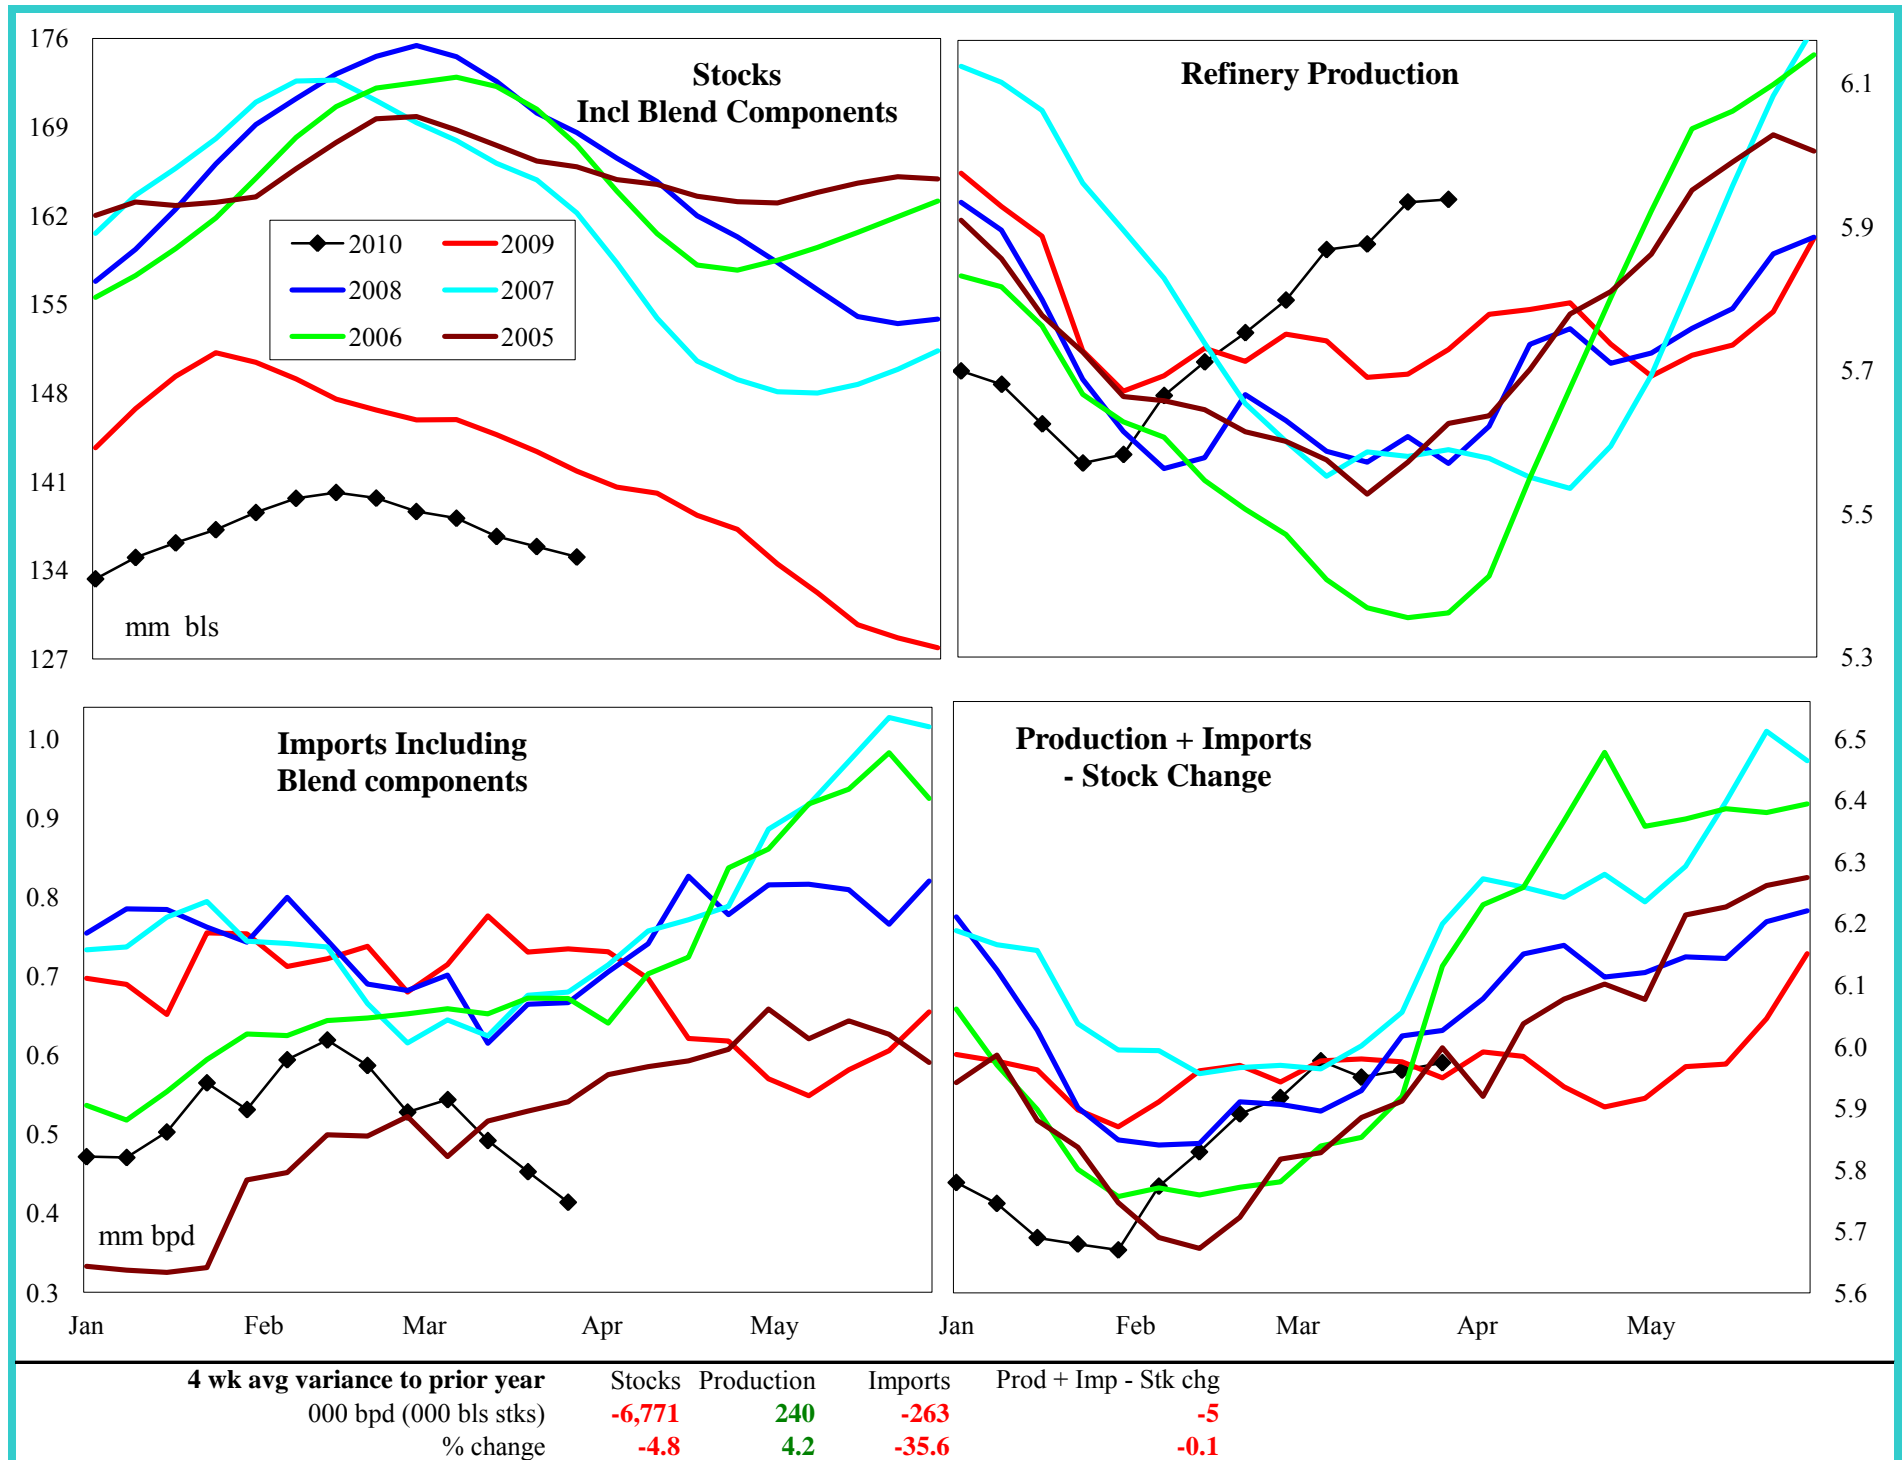 Stocks
Incl Blend Components
176
169
162
155
148
141
134
127
2010 2009
2008 2007
2006 2005
mm bls
Refinery Production
6.1
5.9
5.7
5.5
5.3
Imports Including
Blend components
1.0
0.9
0.8
0.7
0.6
0.5
0.4
0.3
mm bpd
Jan Feb Mar Apr May
Production + Imports
- Stock Change
6.5
6.4
6.3
6.2
6.1
6.0
5.9
5.8
5.7
5.6
Jan Feb Mar Apr May
4 wk avg variance to prior year Stocks Production Imports Prod + Imp - Stk chg
000 bpd (000 bls stks) -6,771 240 -263 -5
% change -4.8 4.2 -35.6 -0.1